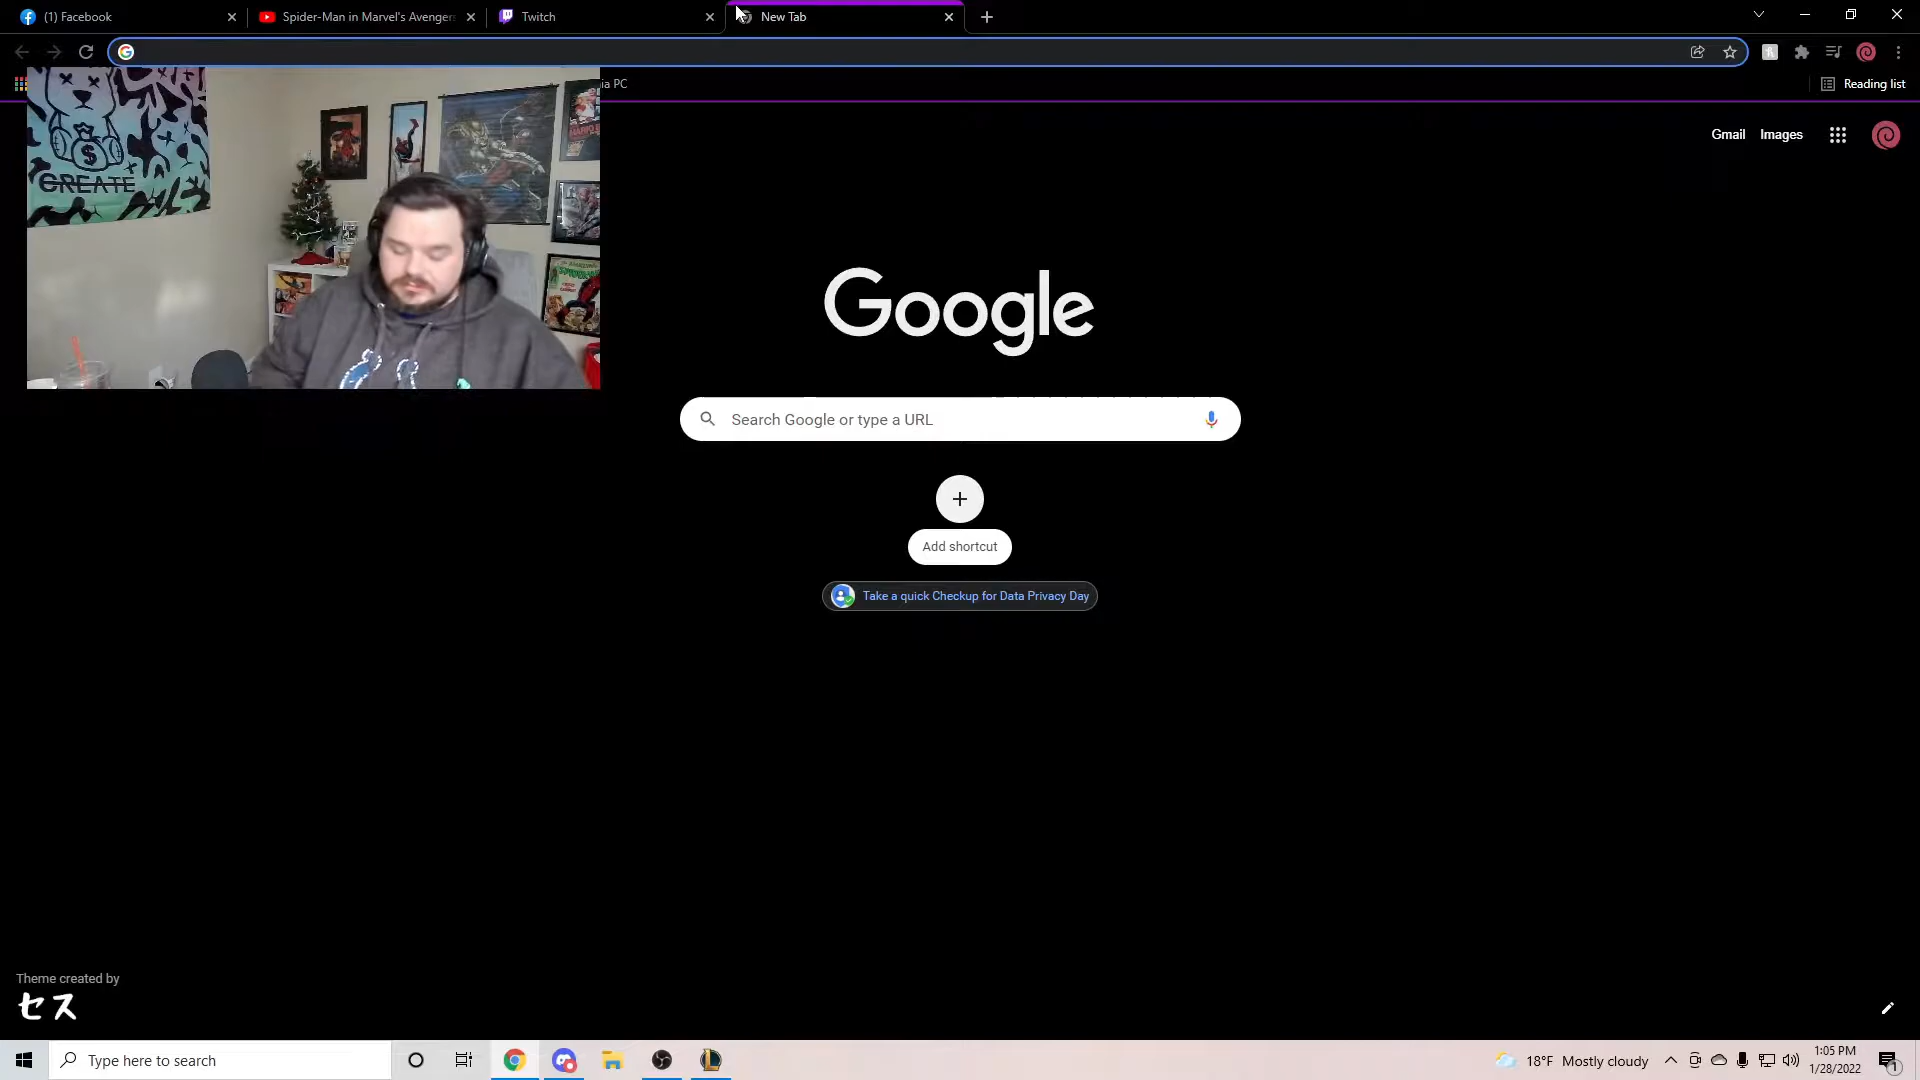 (1) Facebook
Spider-Man in Marvel's Avenger
Twitch
New Tab
ia PC
Reading list
Gmail
Images
CREATE
Google
Search Google or type a URL
Add shortcut
Take a quick Checkup for Data Privacy Day
Theme created by
セス
Type here to search
18°F Mostly cloudy
1:05 PM
1/28/2022
1